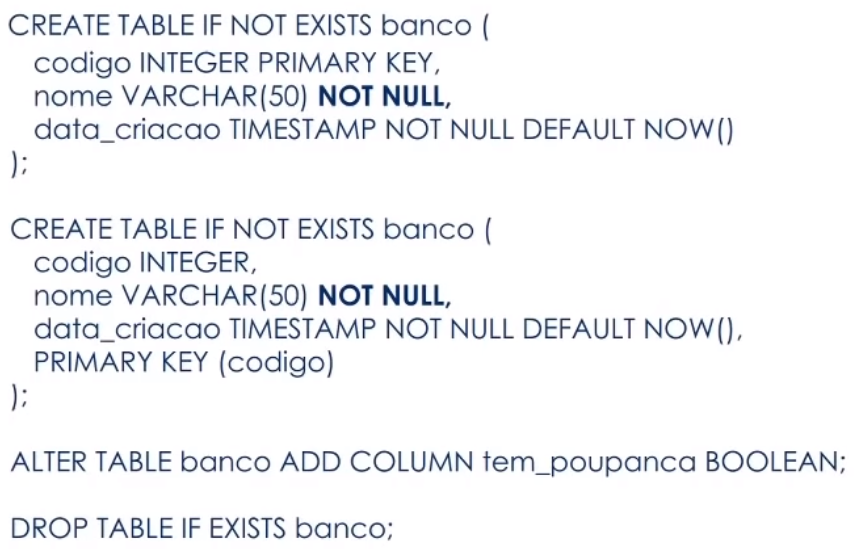 CREATE TABLE IF NOT EXISTS banco (
codigo INTEGER PRIMARY KEY,
nome VARCHAR(50) NOT NULL,
data_criacao TIMESTAMP NOT NULL DEFAULT NOW()
);
CREATE TABLE IF NOT EXISTS banco (
codigo INTEGER,
nome VARCHAR(50) NOT NULL,
data_criacao TIMESTAMP NOT NULL DEFAULT NOW(),
PRIMARY KEY (codigo)
);
ALTER TABLE banco ADD COLUMN tem_poupanca BOOLEAN;
DROP TABLE IF EXISTS banco;